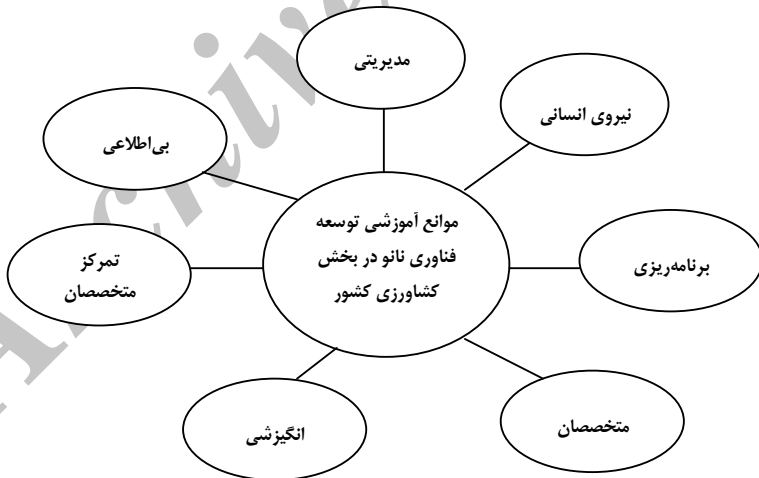 مدیریتی
نیروی انسانی
بی‌اطلاعی
موانع آموزشی توسعه
فناوری نانو در بخش
کشاورزی کشور
برنامه‌ریزی
تمرکز
متخصصان
متخصصان
انگیزشی
Archive